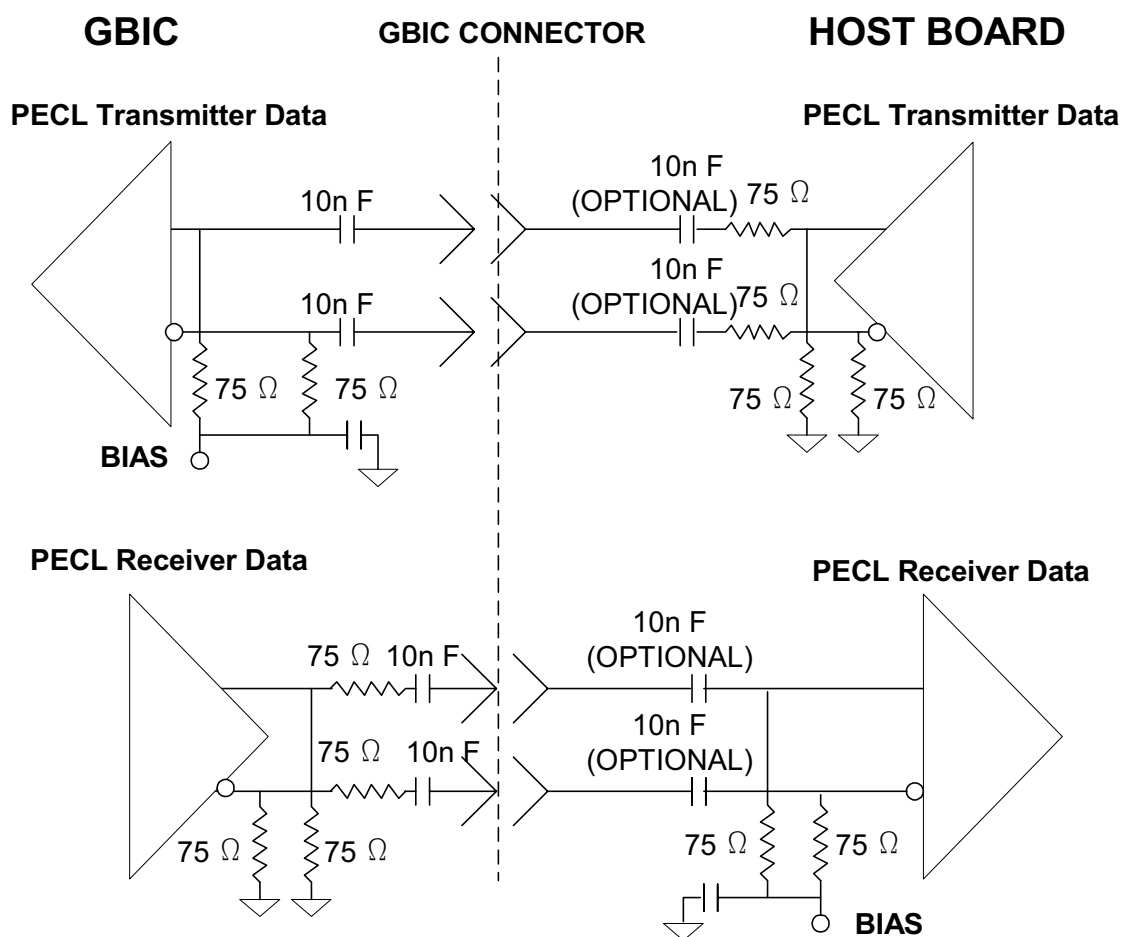 GBIC
GBIC CONNECTOR
HOST BOARD
PECL Transmitter Data
PECL Transmitter Data
10n F
(OPTIONAL)
75 Ω
10n F
10n F
(OPTIONAL)
75 Ω
10n F
75 Ω
75 Ω
75 Ω
75 Ω
BIAS
PECL Receiver Data
PECL Receiver Data
10n F
(OPTIONAL)
75 Ω
10n F
10n F
(OPTIONAL)
75 Ω
10n F
75 Ω
75 Ω
75 Ω
75 Ω
BIAS